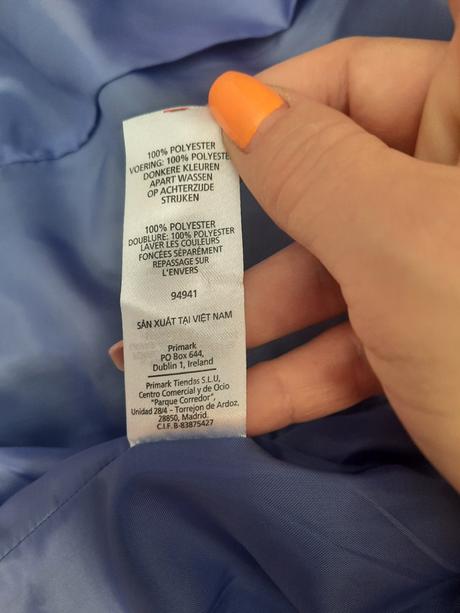 100% POLYESTER
VOERING: 100% POLYESTE
DONKERE KLEUREN
APART WASSEN
OP ACHTERZIJDE
STRIJKEN
100% POLYESTER
DOUBLURE: 100% POLYESTER
LAVER LES COULEURS
FONCÉES SÉPARÉMENT
REPASSAGE SUR
L'ENVERS
94941
SẢN XUẤT TẠI VIỆT NAM
Primark
PO Box 644,
Dublin 1, Ireland
Primark Tiendas S.L.U,
Centro Comercial y de Ocio
"Parque Corredor",
Unidad 28/4 - Torrejon de Ardoz,
28850, Madrid.
C.I.F. B-83875427